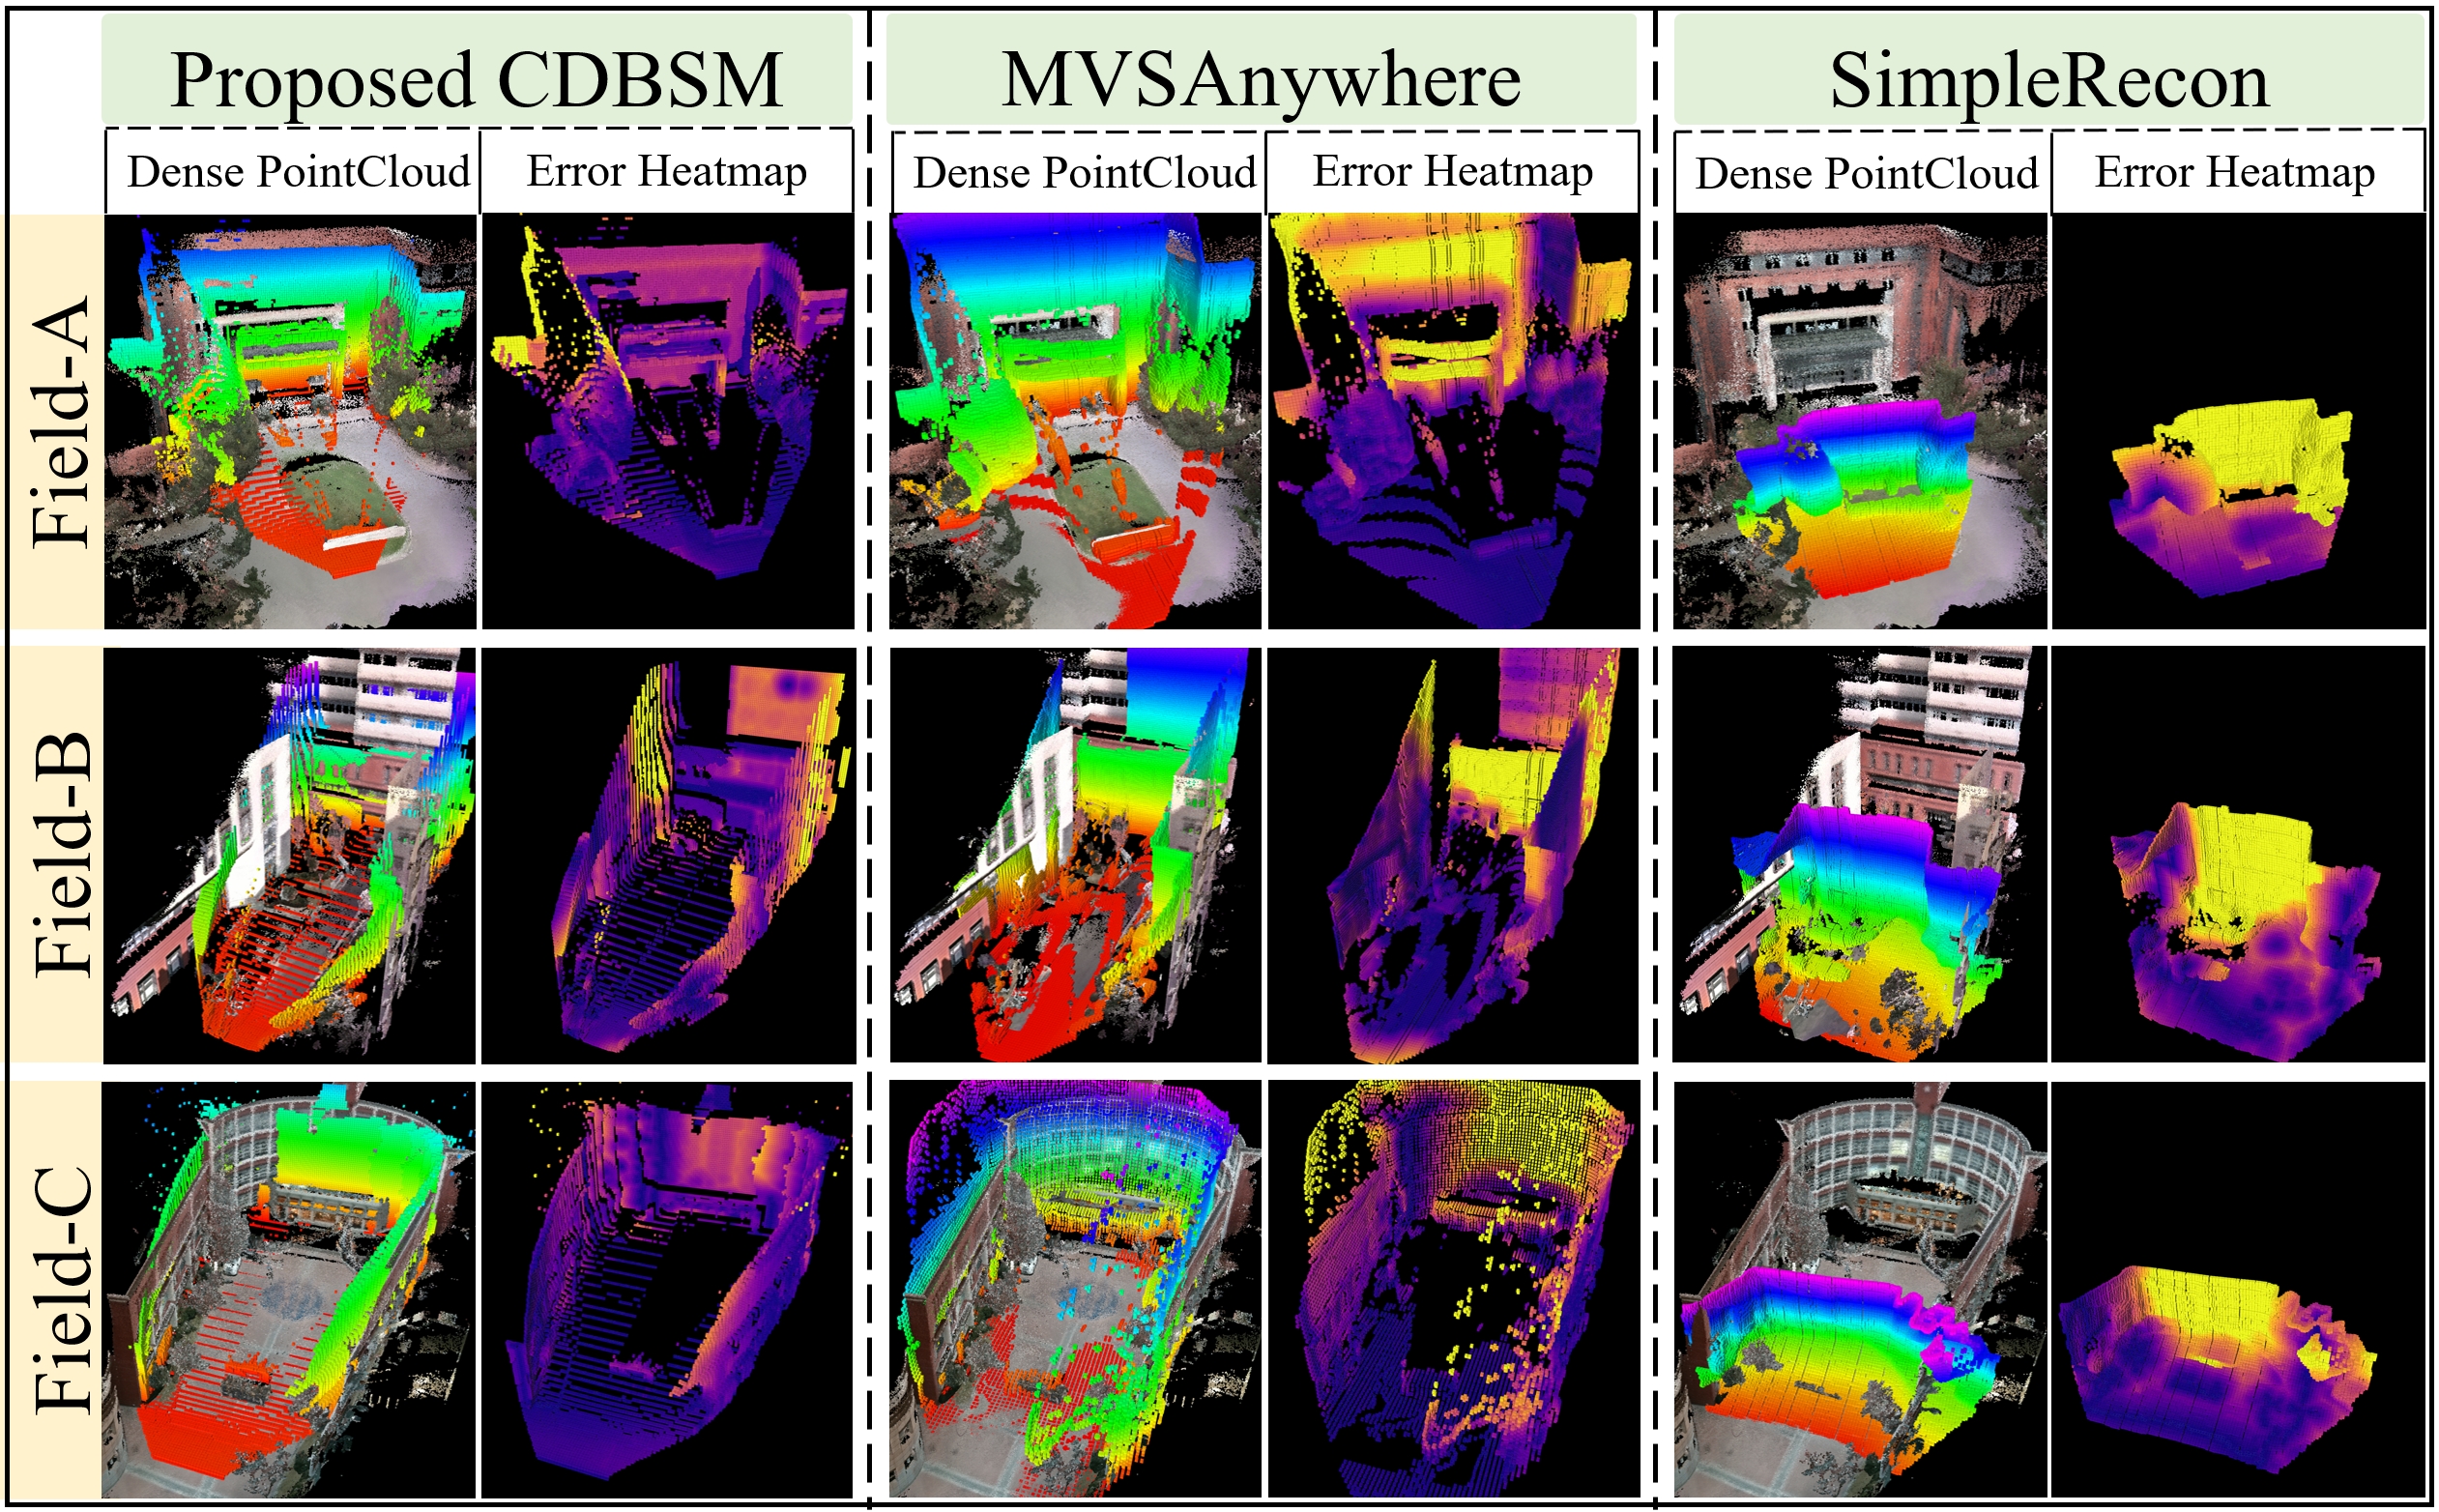 Proposed CDBSM
MVSAnywhere
SimpleRecon
Dense PointCloud
Error Heatmap
Dense PointCloud
Error Heatmap
Dense PointCloud
Error Heatmap
Field-A
Field-B
Field-C